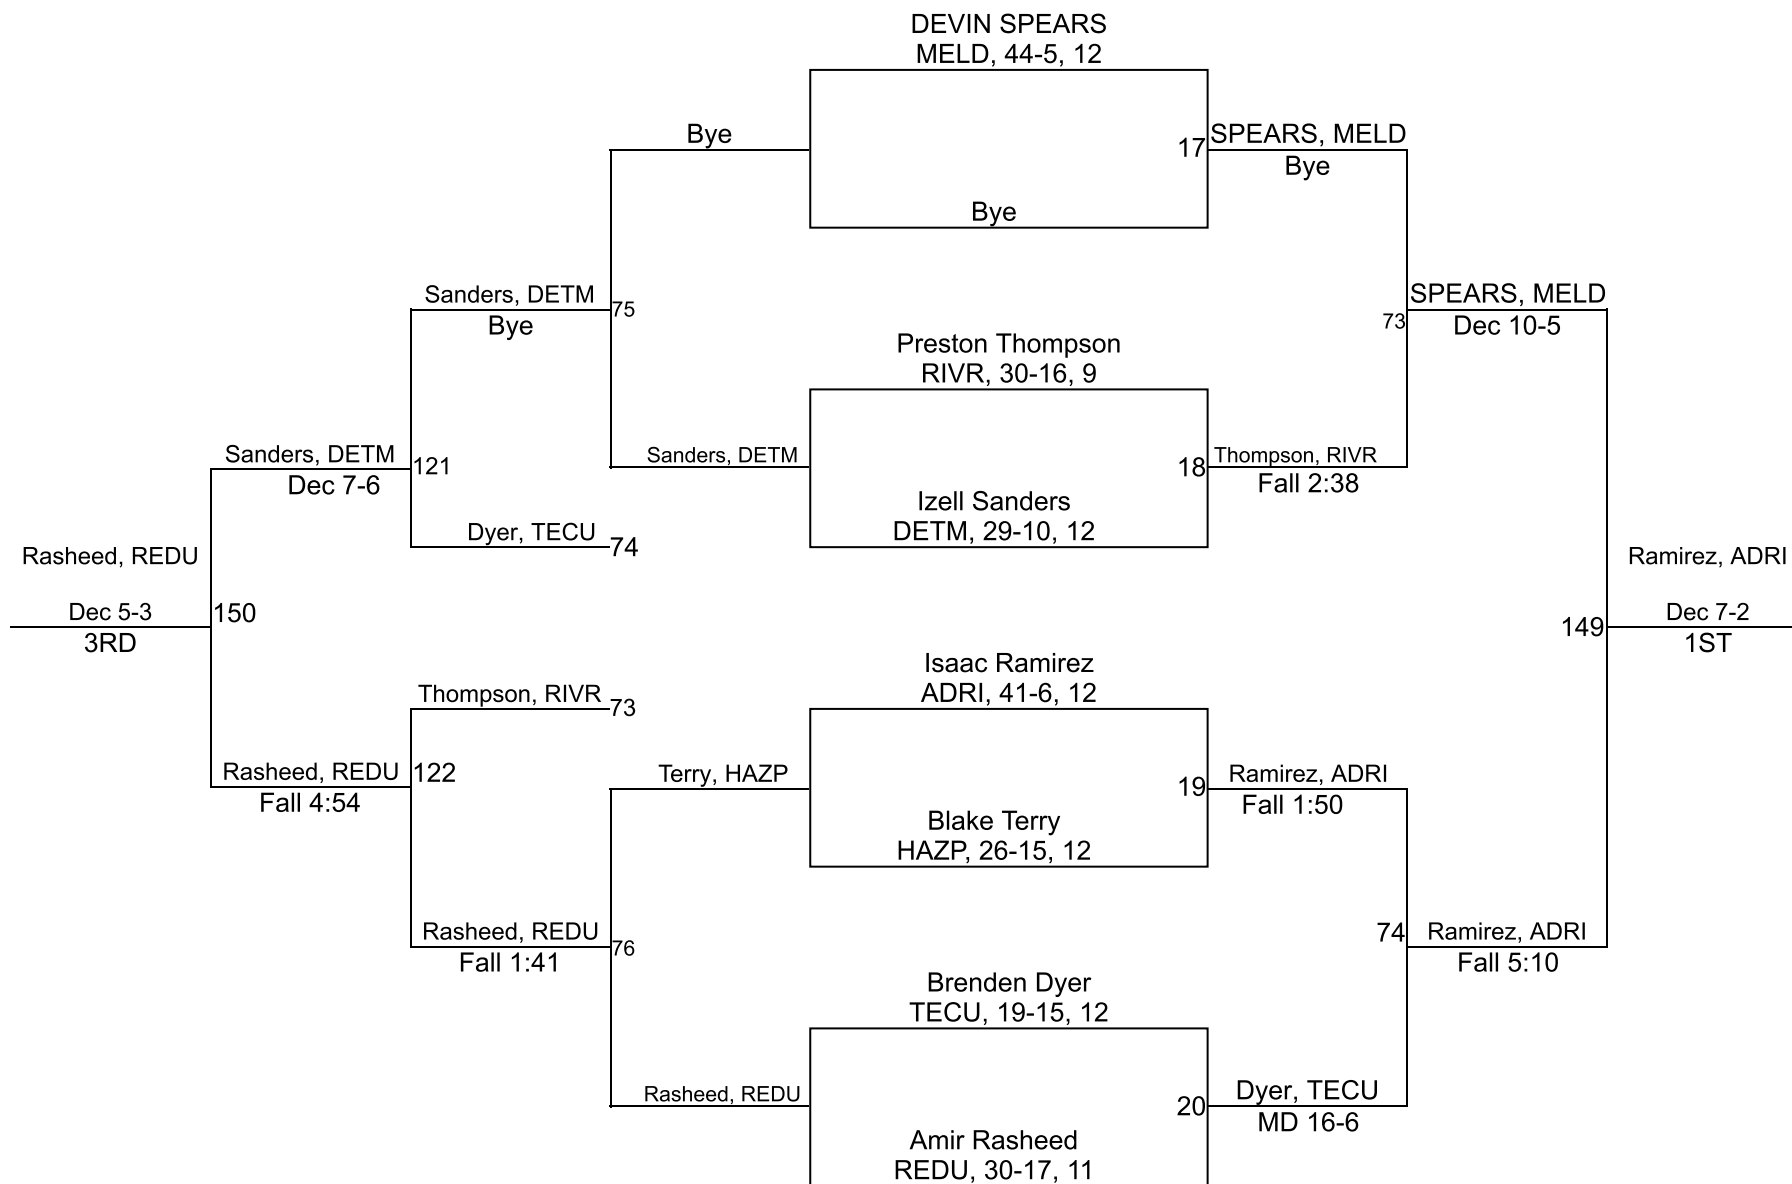 DEVIN SPEARS
MELD, 44-5, 12
Bye
17
SPEARS, MELD
Bye
Bye
Sanders, DETM
Bye
75
73
SPEARS, MELD
Dec 10-5
Preston Thompson
RIVR, 30-16, 9
Sanders, DETM
Dec 7-6
121
Sanders, DETM
18
Thompson, RIVR
Fall 2:38
Izell Sanders
DETM, 29-10, 12
Dyer, TECU
74
Rasheed, REDU
Dec 5-3
3RD
150
Ramirez, ADRI
149
Dec 7-2
1ST
Isaac Ramirez
ADRI, 41-6, 12
Thompson, RIVR
73
Rasheed, REDU
Fall 4:54
122
Terry, HAZP
19
Ramirez, ADRI
Fall 1:50
Blake Terry
HAZP, 26-15, 12
Rasheed, REDU
Fall 1:41
76
74
Ramirez, ADRI
Fall 5:10
Brenden Dyer
TECU, 19-15, 12
Rasheed, REDU
20
Dyer, TECU
MD 16-6
Amir Rasheed
REDU, 30-17, 11